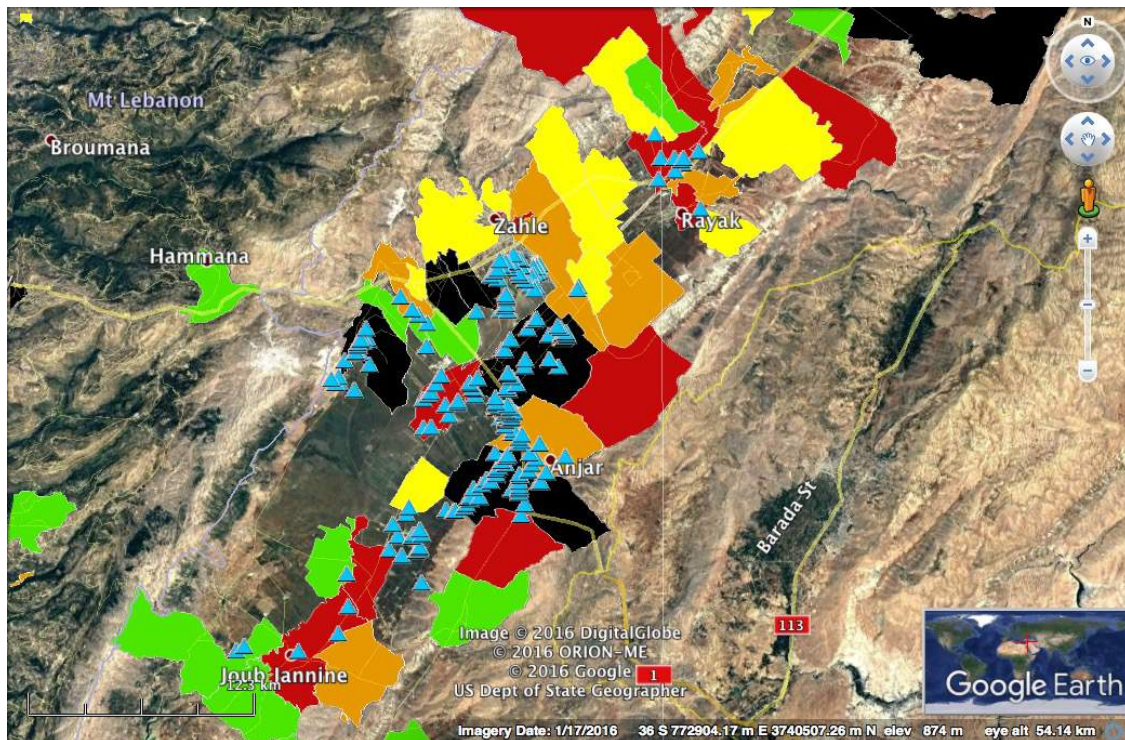 N
Mt Lebanon
Broumana
Zahle
Rayak
Hammana
Anjar
Barada St
113
Image © 2016 DigitalGlobe
© 2016 ORION-ME
© 2016 Google
US Dept of State Geographer
1
Joub Jannine
12.3 km
Google Earth
Imagery Date: 1/17/2016 36 S 772904.17 m E 3740507.26 m N elev 874 m eye alt 54.14 km